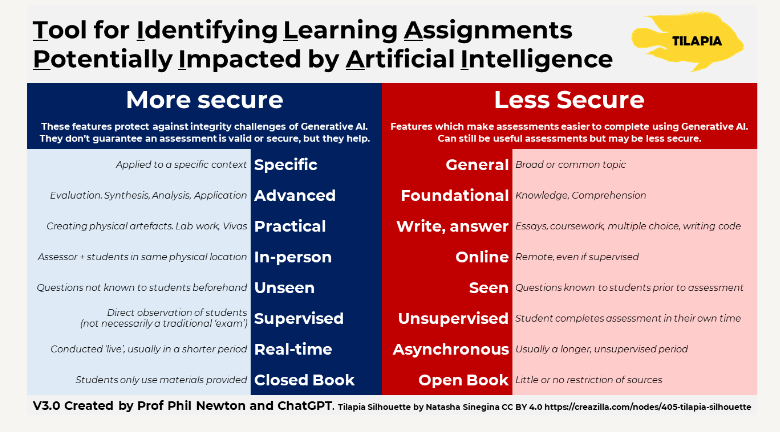 Tool for Identifying Learning Assignments
Potentially Impacted by Artificial Intelligence
TILAPIA
More secure
These features protect against integrity challenges of Generative AI.
They don't guarantee an assessment is valid or secure, but they help.
Less Secure
Features which make assessments easier to complete using Generative AI.
Can still be useful assessments but may be less secure.
Applied to a specific context Specific General Broad or common topic
Evaluation, Synthesis, Analysis, Application Advanced Foundational Knowledge, Comprehension
Creating physical artefacts. Lab work, Vivas Practical Write, answer Essays, coursework, multiple choice, writing code
Assessor + students in same physical location In-person Online Remote, even if supervised
Questions not known to students beforehand Unseen Seen Questions known to students prior to assessment
Direct observation of students
(not necessarily a traditional 'exam') Supervised Unsupervised Student completes assessment in their own time
Conducted 'live', usually in a shorter period Real-time Asynchronous Usually a longer, unsupervised period
Students only use materials provided Closed Book Open Book Little or no restriction of sources
V3.0 Created by Prof Phil Newton and ChatGPT. Tilapia Silhouette by Natasha Sinegina CC BY 4.0 https://creazilla.com/nodes/405-tilapia-silhouette